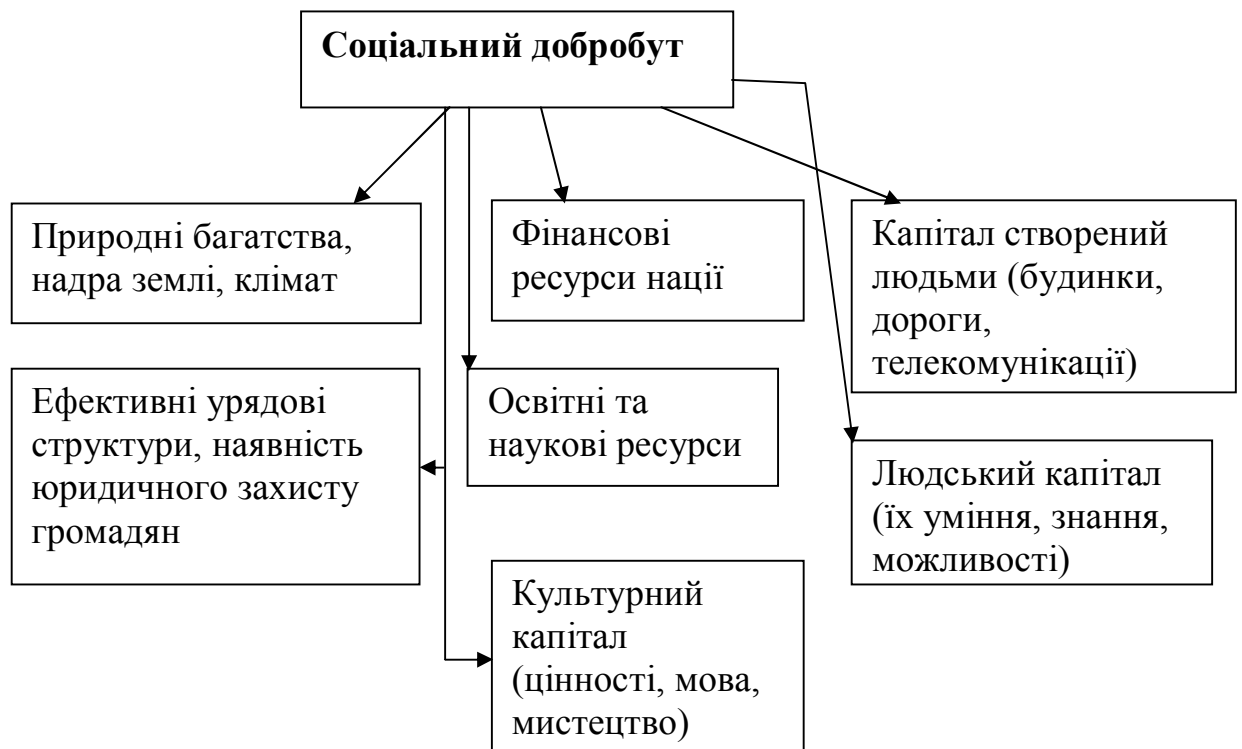 Соціальний добробут
Природні багатства,
надра землі, клімат
Фінансові
ресурси нації
Капітал створений
людьми (будинки,
дороги,
телекомунікації)
Ефективні урядові
структури, наявність
юридичного захисту
громадян
Освітні та
наукові ресурси
Людський капітал
(їх уміння, знання,
можливості)
Культурний
капітал
(цінності, мова,
мистецтво)